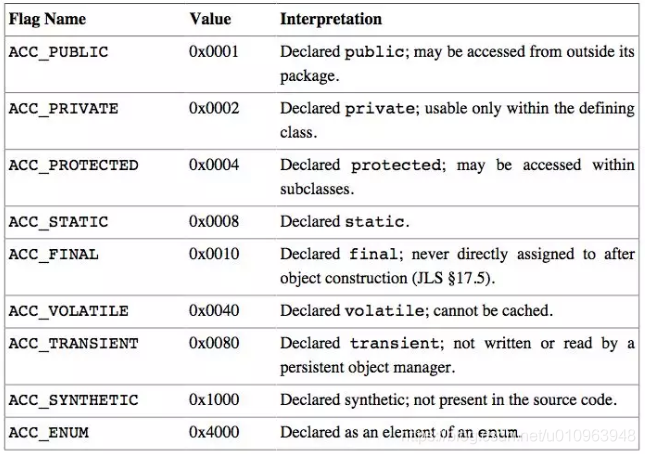 Flag Name Value Interpretation
ACC_PUBLIC 0x0001 Declared public; may be accessed from outside its
package.
ACC_PRIVATE 0x0002 Declared private; usable only within the defining
class.
ACC_PROTECTED 0x0004 Declared protected; may be accessed within
subclasses.
ACC_STATIC 0x0008 Declared static.
ACC_FINAL 0x0010 Declared final; never directly assigned to after
object construction (JLS §17.5).
ACC_VOLATILE 0x0040 Declared volatile; cannot be cached.
ACC_TRANSIENT 0x0080 Declared transient; not written or read by a
persistent object manager.
ACC_SYNTHETIC 0x1000 Declared synthetic; not present in the source code.
ACC_ENUM 0x4000 Declared as an element of an enum.
https://blog.csdn.net/u010963948